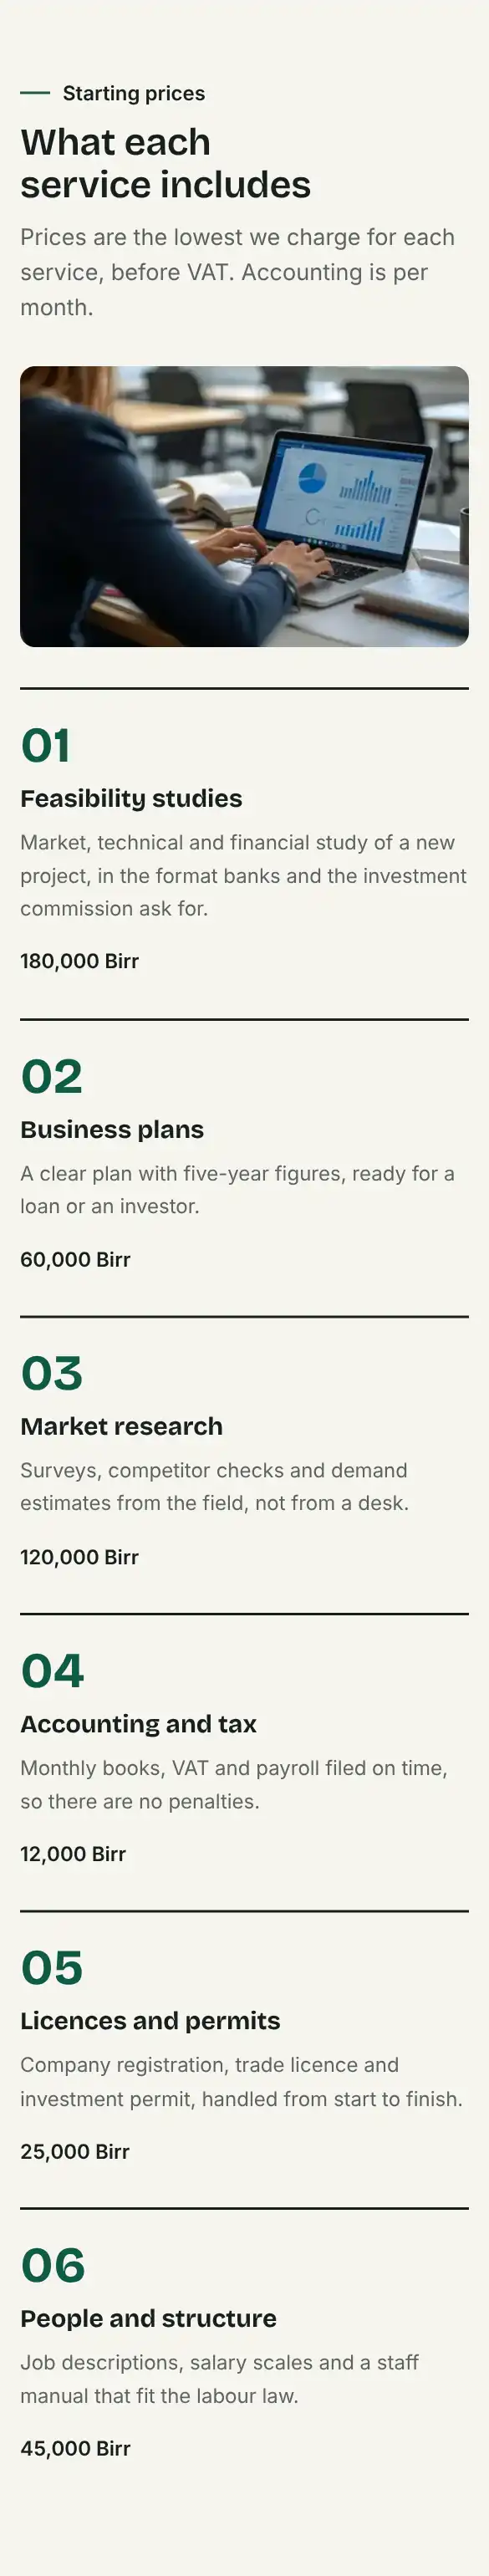 Starting prices
What each
service includes
Prices are the lowest we charge for each
service, before VAT. Accounting is per
month.
01
Feasibility studies
Market, technical and financial study of a new
project, in the format banks and the investment
commission ask for.
180,000 Birr
02
Business plans
A clear plan with five-year figures, ready for a
loan or an investor.
60,000 Birr
03
Market research
Surveys, competitor checks and demand
estimates from the field, not from a desk.
120,000 Birr
04
Accounting and tax
Monthly books, VAT and payroll filed on time,
so there are no penalties.
12,000 Birr
05
Licences and permits
Company registration, trade licence and
investment permit, handled from start to finish.
25,000 Birr
06
People and structure
Job descriptions, salary scales and a staff
manual that fit the labour law.
45,000 Birr